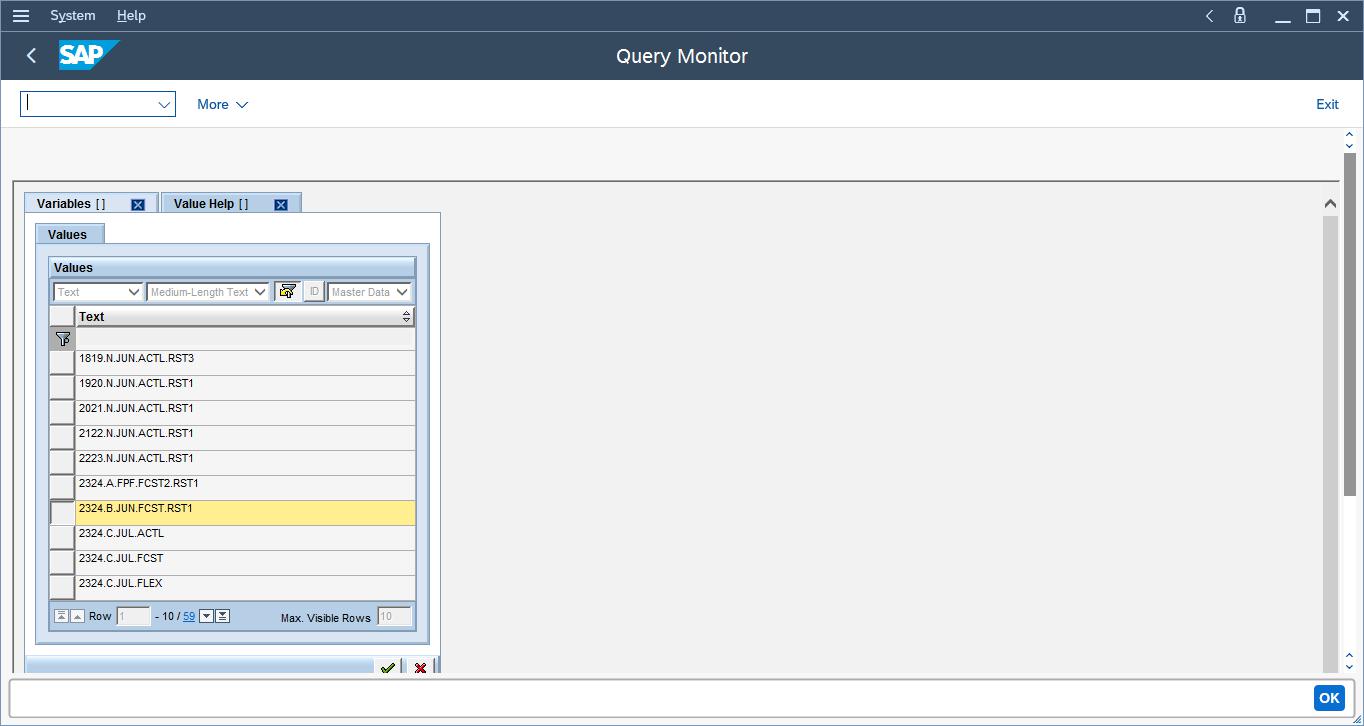 System Help
SAP Query Monitor
More Exit
Variables [ ] Value Help [ ]
Values
Values
Text Medium-Length Text ID Master Data
Text
1819.N.JUN.ACTL.RST3
1920.N.JUN.ACTL.RST1
2021.N.JUN.ACTL.RST1
2122.N.JUN.ACTL.RST1
2223.N.JUN.ACTL.RST1
2324.A.FPF.FCST2.RST1
2324.B.JUN.FCST.RST1
2324.C.JUL.ACTL
2324.C.JUL.FCST
2324.C.JUL.FLEX
Row 1 - 10 / 59 Max. Visible Rows 10
OK